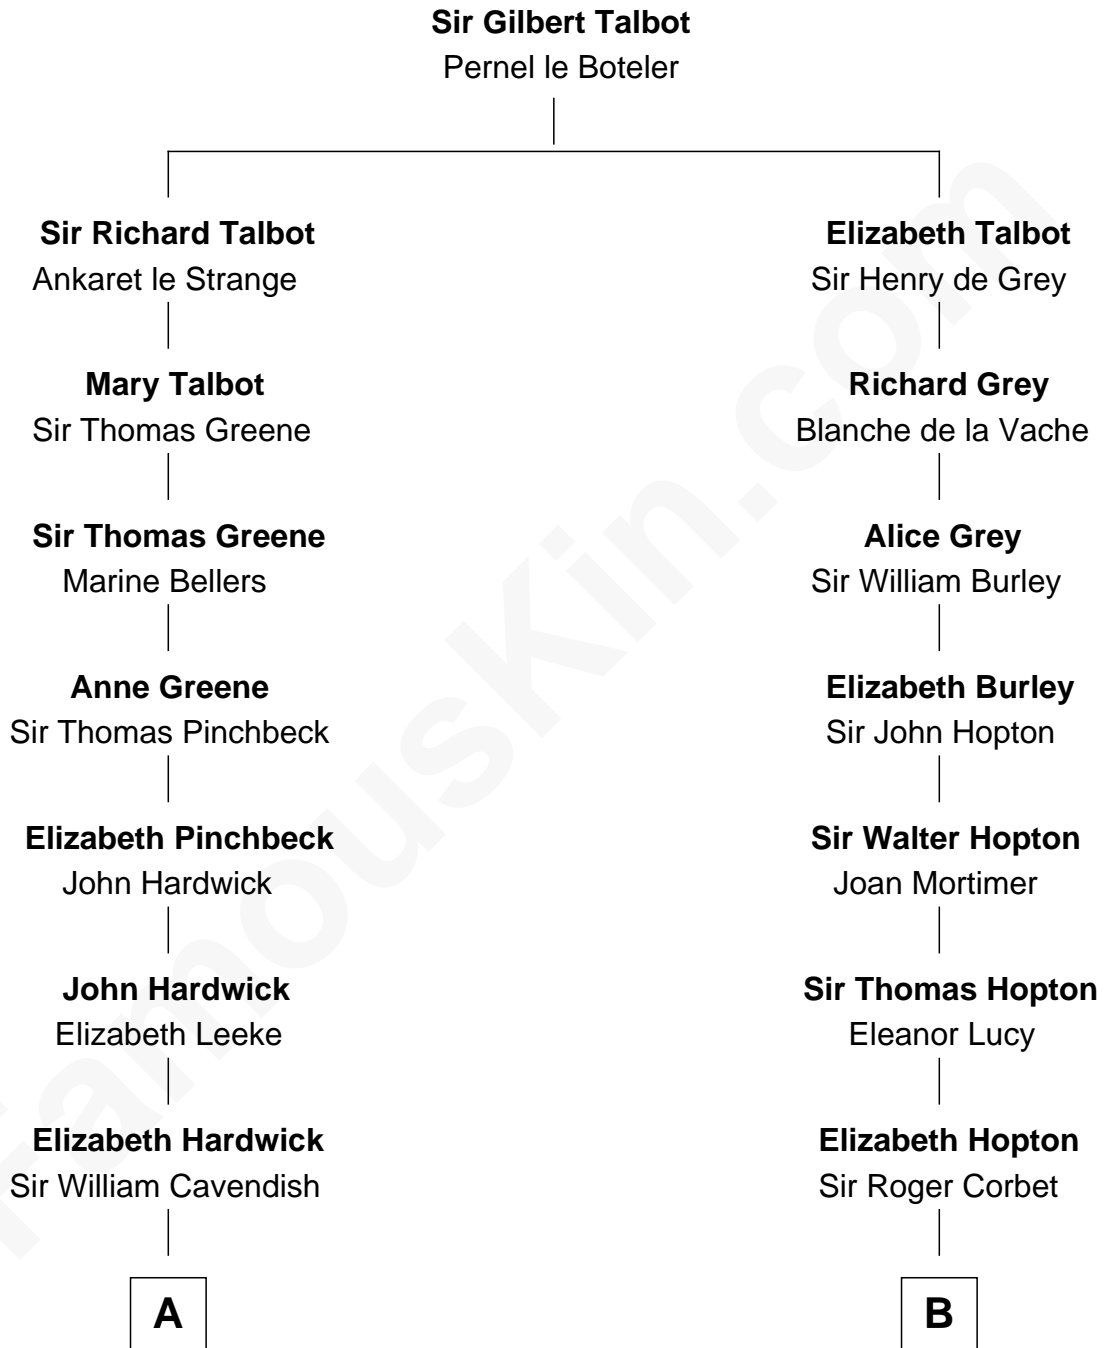 Sir Gilbert Talbot
Pernel le Boteler
Sir Richard Talbot
Ankaret le Strange
Elizabeth Talbot
Sir Henry de Grey
Mary Talbot
Sir Thomas Greene
Richard Grey
Blanche de la Vache
Sir Thomas Greene
Marine Bellers
Alice Grey
Sir William Burley
Anne Greene
Sir Thomas Pinchbeck
Elizabeth Burley
Sir John Hopton
Elizabeth Pinchbeck
John Hardwick
Sir Walter Hopton
Joan Mortimer
John Hardwick
Elizabeth Leeke
Sir Thomas Hopton
Eleanor Lucy
Elizabeth Hardwick
Sir William Cavendish
Elizabeth Hopton
Sir Roger Corbet
A
B
FamousKin.com